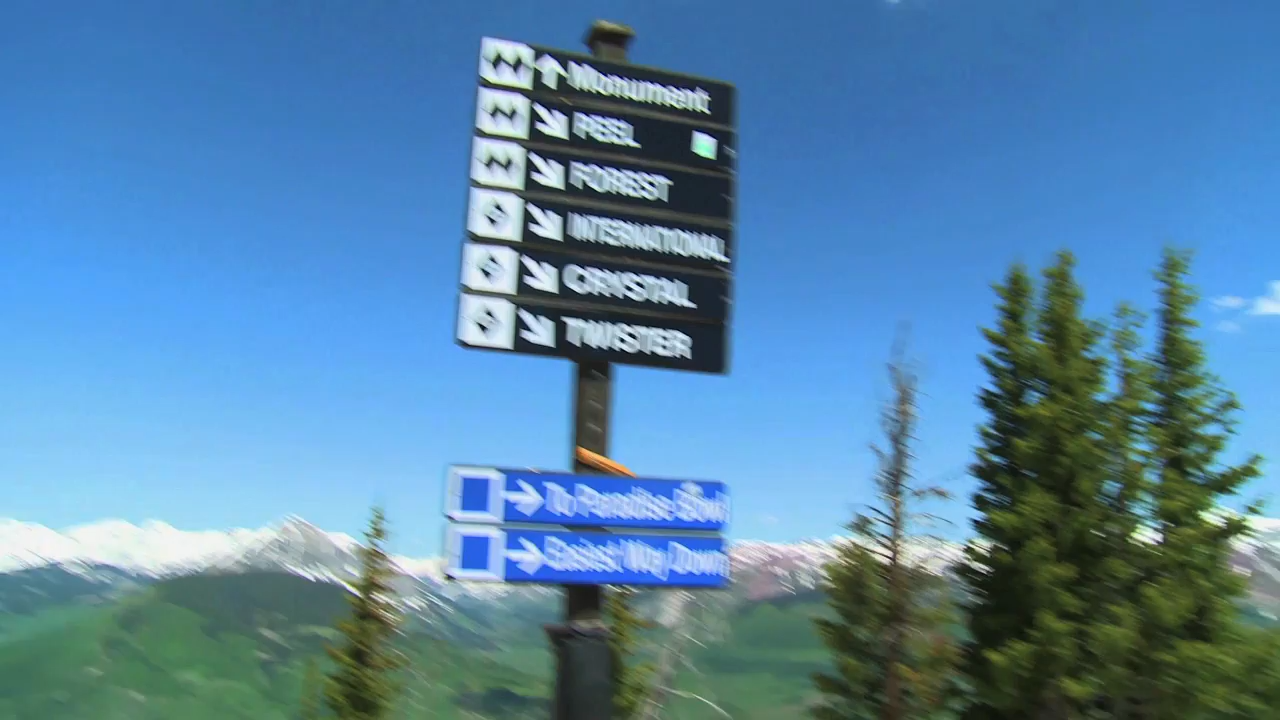 Monument
PEEL
FOREST
INTERNATIONAL
CRYSTAL
TWISTER
To Paradise Bowl
Easiest Way Down